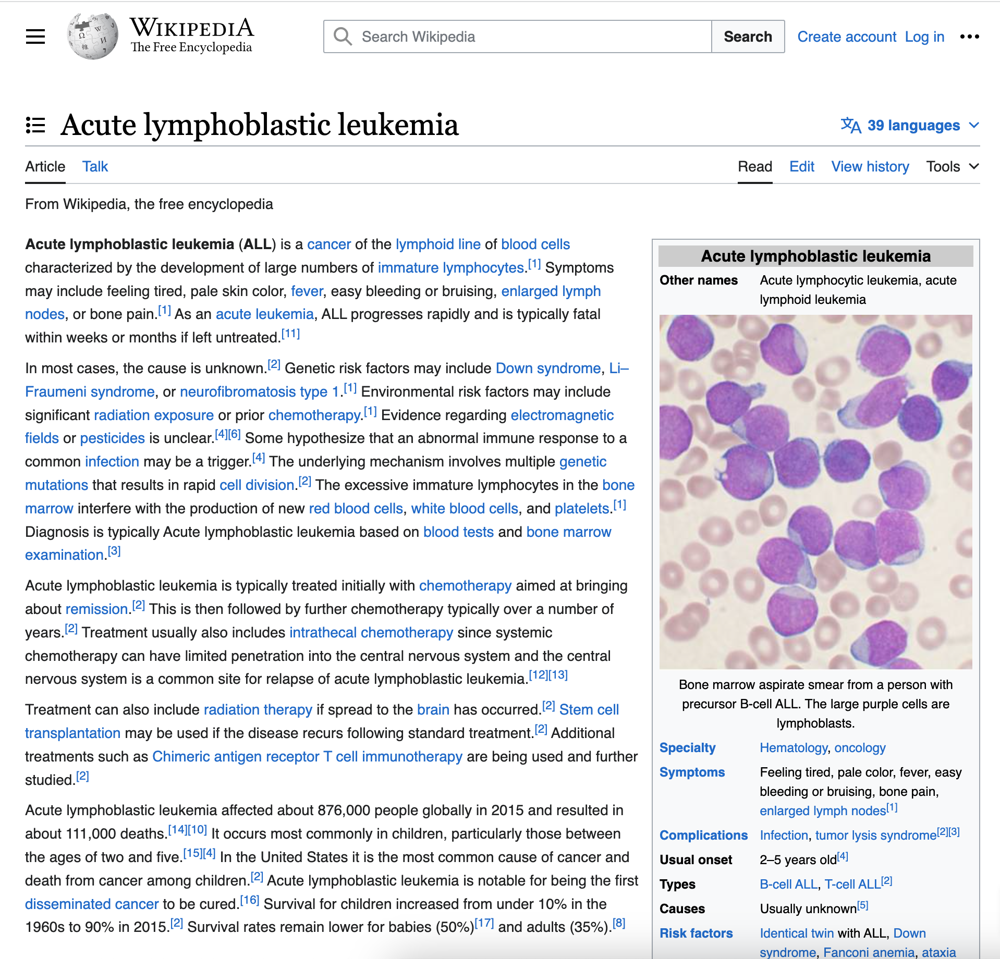 WIKIPEDIA
The Free Encyclopedia
Search Wikipedia
Search
Create account
Log in
Acute lymphoblastic leukemia
39 languages
Article
Talk
Read
Edit
View history
Tools
From Wikipedia, the free encyclopedia
Acute lymphoblastic leukemia (ALL) is a cancer of the lymphoid line of blood cells
characterized by the development of large numbers of immature lymphocytes.[1] Symptoms
may include feeling tired, pale skin color, fever, easy bleeding or bruising, enlarged lymph
nodes, or bone pain.[1] As an acute leukemia, ALL progresses rapidly and is typically fatal
within weeks or months if left untreated.[11]
In most cases, the cause is unknown.[2] Genetic risk factors may include Down syndrome, Li–
Fraumeni syndrome, or neurofibromatosis type 1.[1] Environmental risk factors may include
significant radiation exposure or prior chemotherapy.[1] Evidence regarding electromagnetic
fields or pesticides is unclear.[4][6] Some hypothesize that an abnormal immune response to a
common infection may be a trigger.[4] The underlying mechanism involves multiple genetic
mutations that results in rapid cell division.[2] The excessive immature lymphocytes in the bone
marrow interfere with the production of new red blood cells, white blood cells, and platelets.[1]
Diagnosis is typically Acute lymphoblastic leukemia based on blood tests and bone marrow
examination.[3]
Acute lymphoblastic leukemia is typically treated initially with chemotherapy aimed at bringing
about remission.[2] This is then followed by further chemotherapy typically over a number of
years.[2] Treatment usually also includes intrathecal chemotherapy since systemic
chemotherapy can have limited penetration into the central nervous system and the central
nervous system is a common site for relapse of acute lymphoblastic leukemia.[12][13]
Treatment can also include radiation therapy if spread to the brain has occurred.[2] Stem cell
transplantation may be used if the disease recurs following standard treatment.[2] Additional
treatments such as Chimeric antigen receptor T cell immunotherapy are being used and further
studied.[2]
Acute lymphoblastic leukemia affected about 876,000 people globally in 2015 and resulted in
about 111,000 deaths.[14][10] It occurs most commonly in children, particularly those between
the ages of two and five.[15][4] In the United States it is the most common cause of cancer and
death from cancer among children.[2] Acute lymphoblastic leukemia is notable for being the first
disseminated cancer to be cured.[16] Survival for children increased from under 10% in the
1960s to 90% in 2015.[2] Survival rates remain lower for babies (50%)[17] and adults (35%).[8]
Acute lymphoblastic leukemia
Other names Acute lymphocytic leukemia, acute
lymphoid leukemia
Bone marrow aspirate smear from a person with
precursor B-cell ALL. The large purple cells are
lymphoblasts.
Specialty Hematology, oncology
Symptoms Feeling tired, pale color, fever, easy
bleeding or bruising, bone pain,
enlarged lymph nodes[1]
Complications Infection, tumor lysis syndrome[2][3]
Usual onset 2–5 years old[4]
Types B-cell ALL, T-cell ALL[2]
Causes Usually unknown[5]
Risk factors Identical twin with ALL, Down
syndrome, Fanconi anemia, ataxia